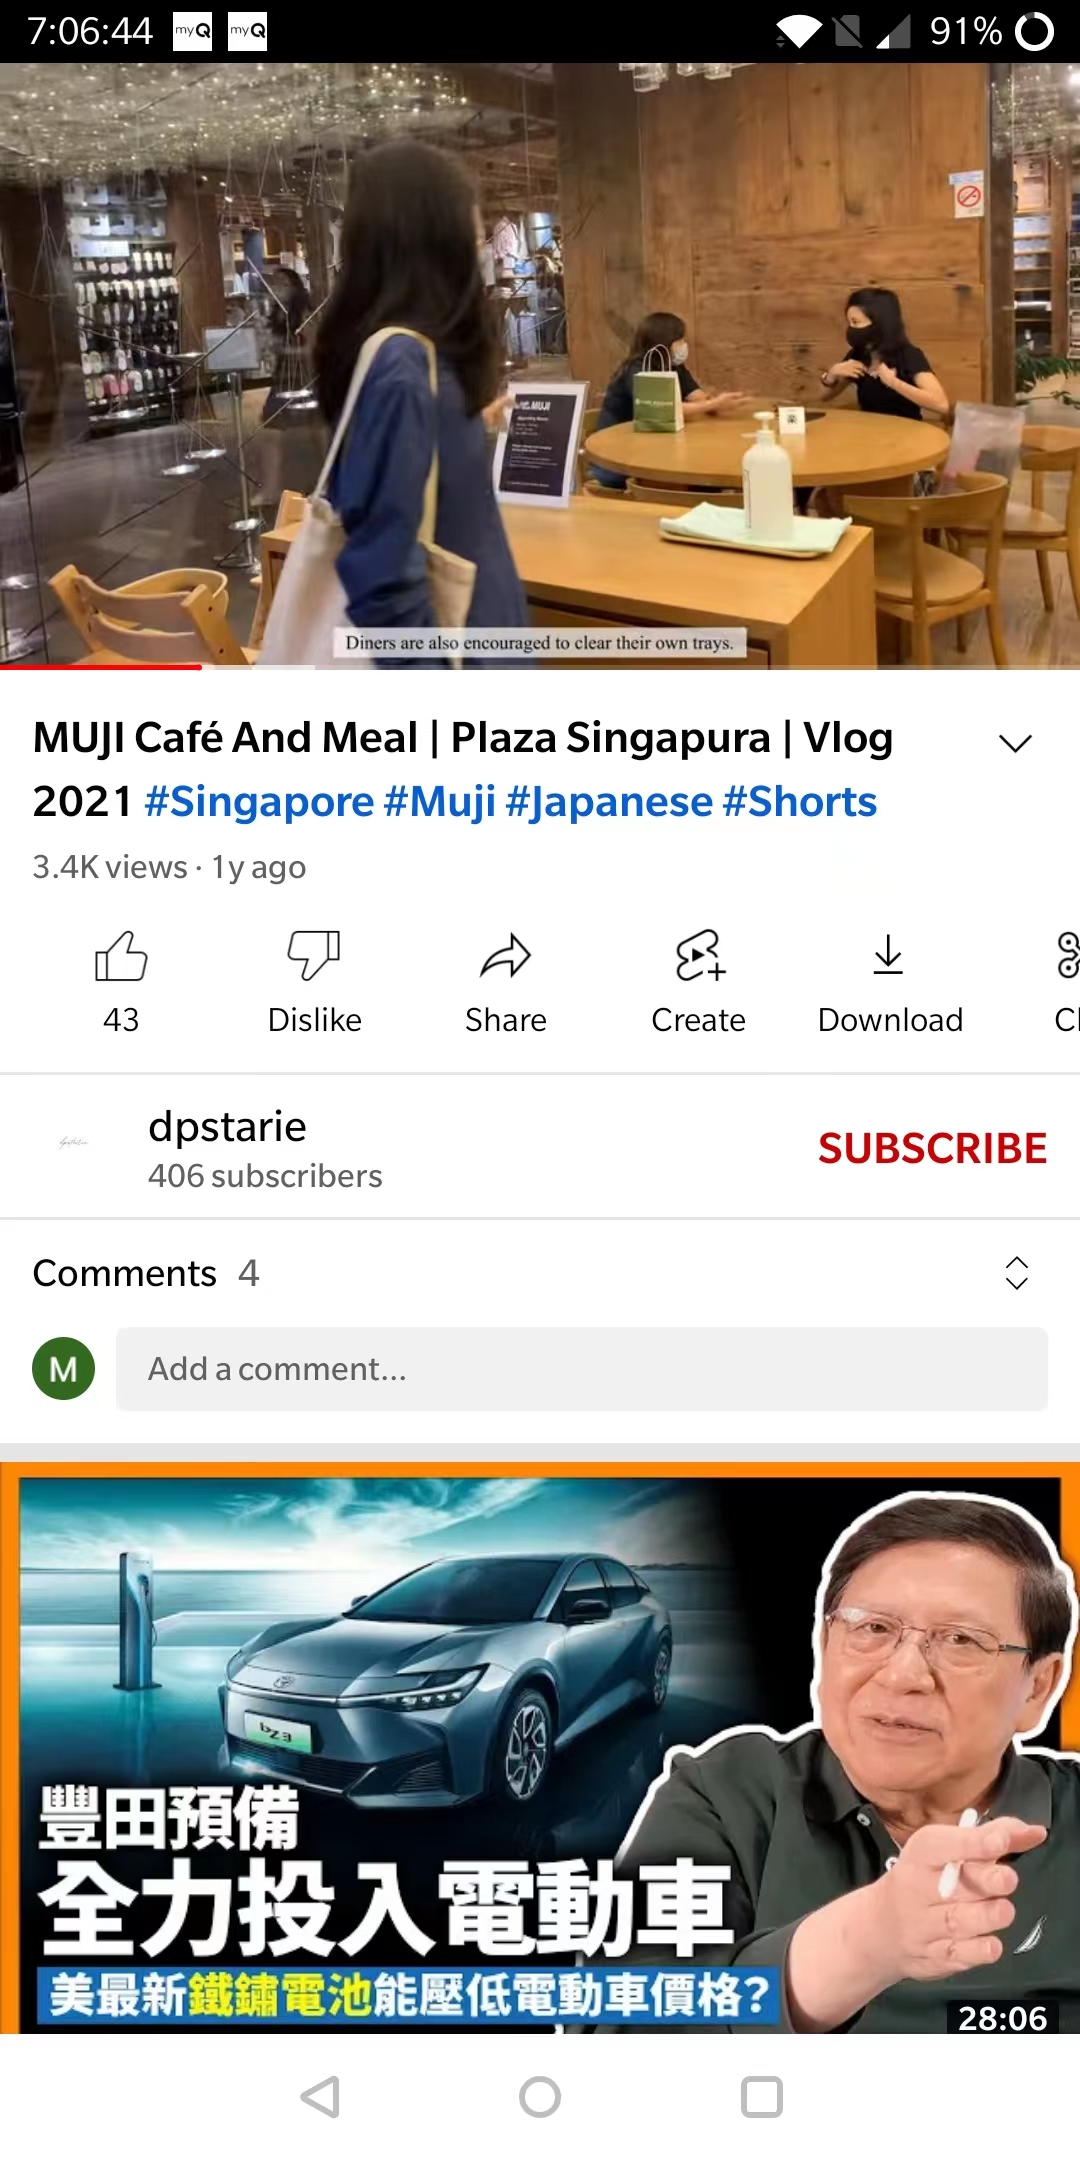 7:06:44 myQ myQ 91%
MUJI
Diners are also encouraged to clear their own trays.
MUJI Café And Meal | Plaza Singapura | Vlog
2021 #Singapore #Muji #Japanese #Shorts
3.4K views · 1y ago
43 Dislike Share Create Download
dpstarie
406 subscribers
SUBSCRIBE
Comments 4
M Add a comment...
bZ3
豐田預備
全力投入電動車
美最新鐵鏽電池能壓低電動車價格?
28:06